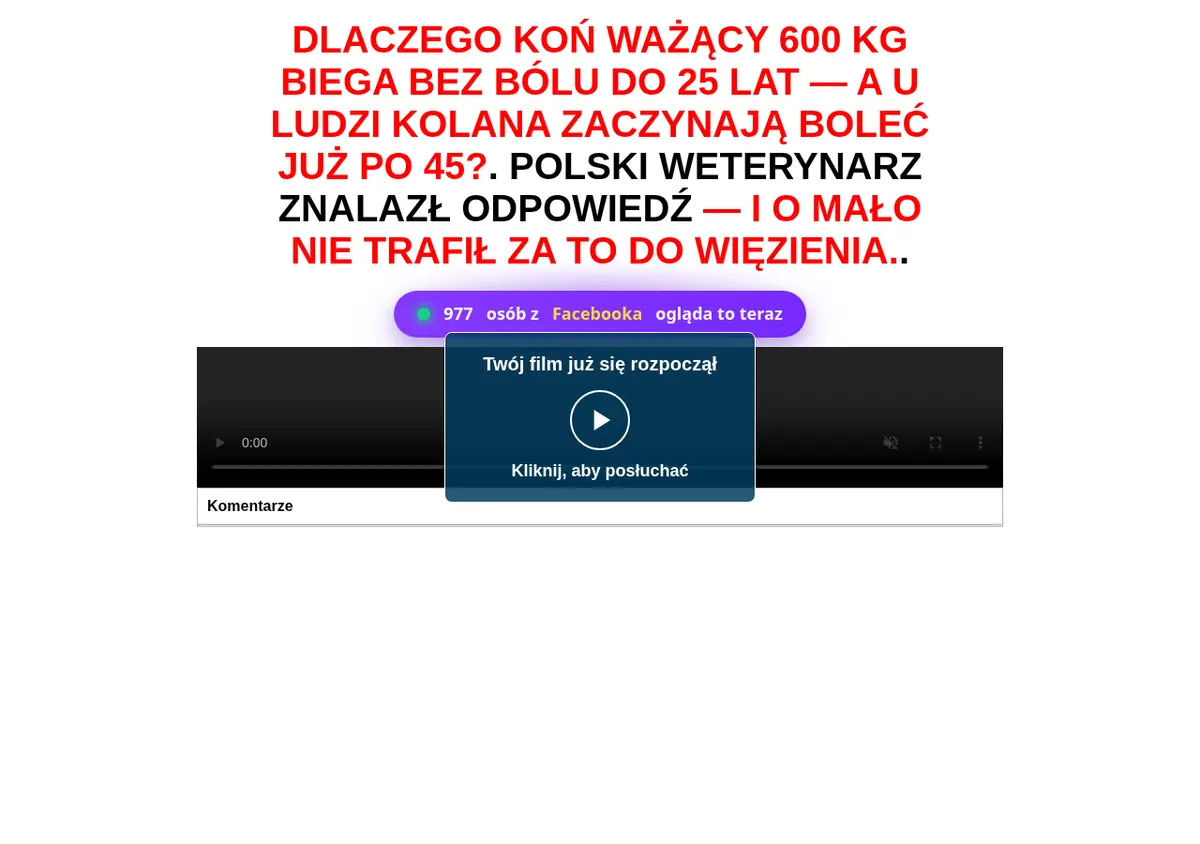 DLACZEGO KOŃ WAŻĄCY 600 KG
BIEGA BEZ BÓLU DO 25 LAT — A U
LUDZI KOLANA ZACZYNAJĄ BOLEĆ
JUŻ PO 45?. POLSKI WETERYNARZ
ZNALAZŁ ODPOWIEDŹ — I O MAŁO
NIE TRAFIŁ ZA TO DO WIĘZIENIA..
977 osób z Facebooka ogląda to teraz
Twój film już się rozpoczął
0:00
Kliknij, aby posłuchać
Komentarze